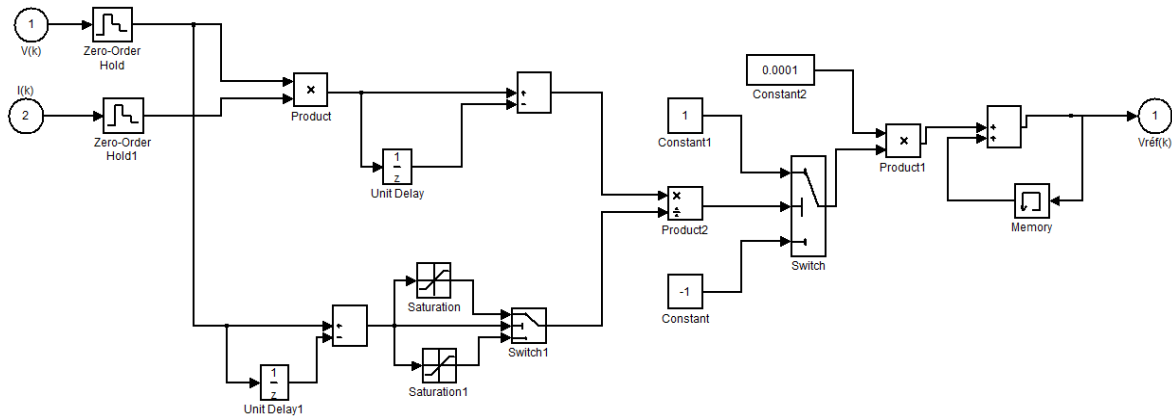 1
V(k)
Zero-Order
Hold
I(k)
2
Zero-Order
Hold1
×
Product
1
z
Unit Delay
+
-
0.0001
Constant2
1
Constant1
×
Product1
+
+
1
Vréf(k)
Memory
×
÷
Product2
Switch
-1
Constant
Saturation
+
-
Switch1
Saturation1
1
z
Unit Delay1